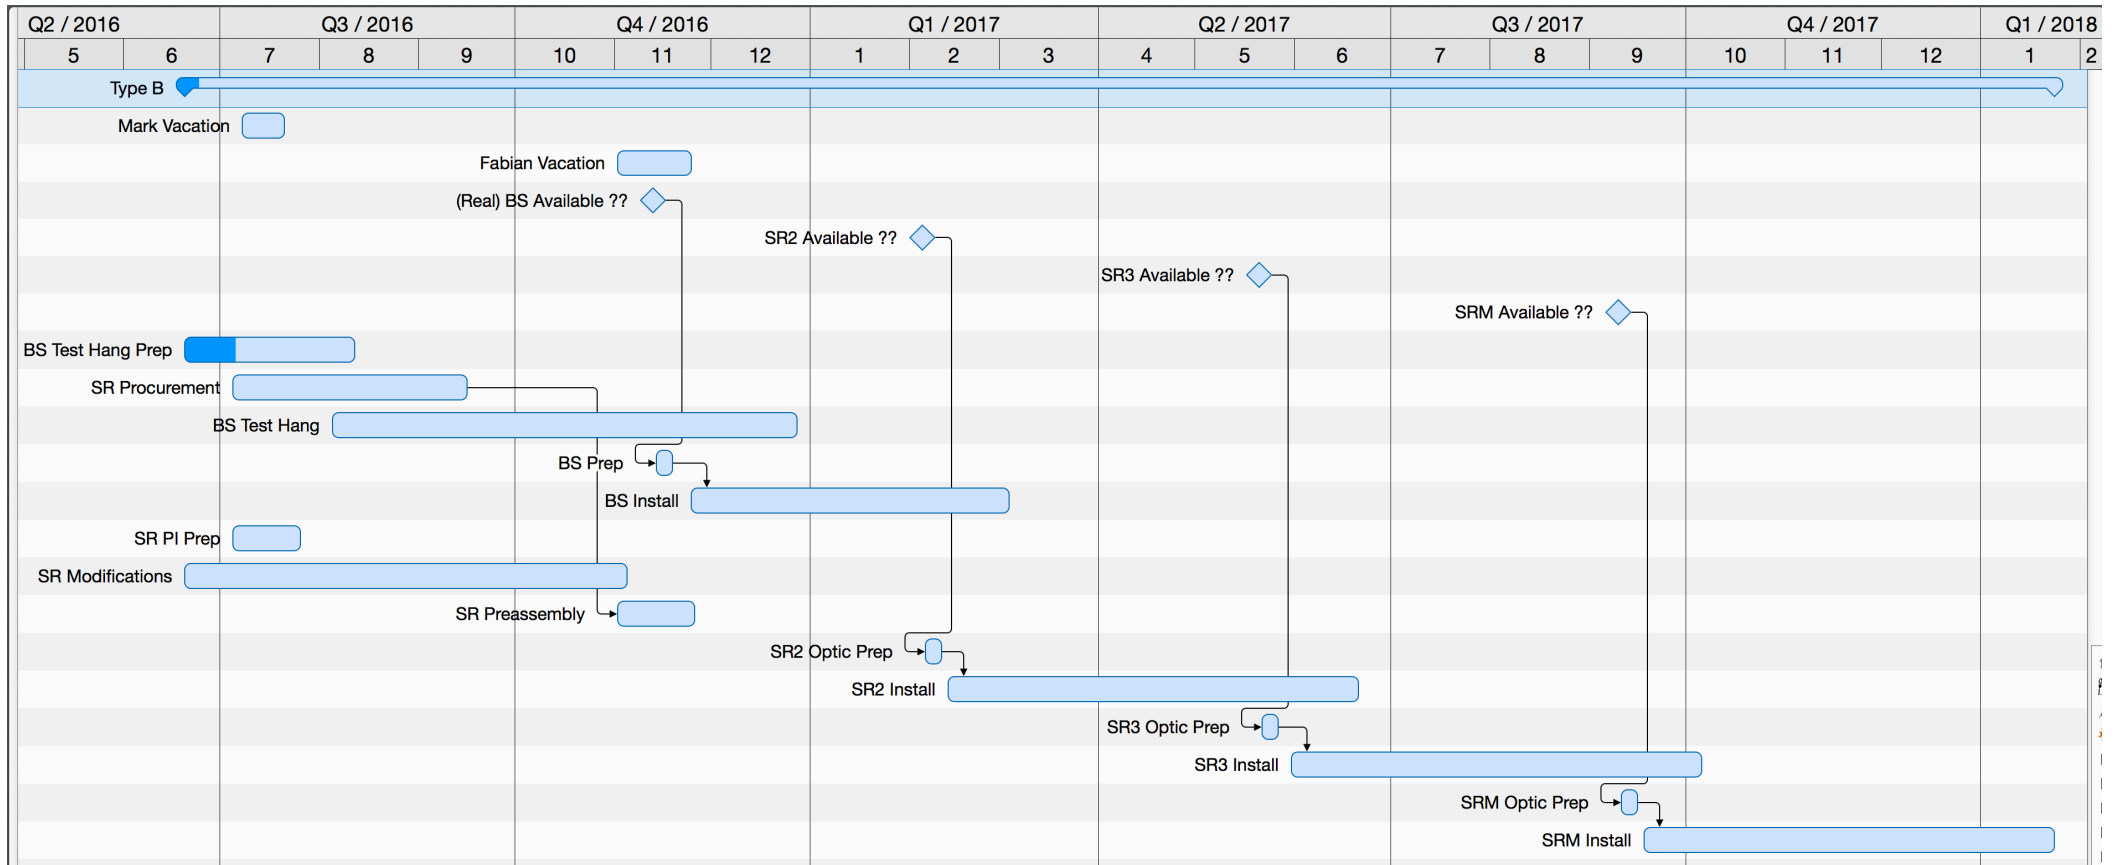 Q2 / 2016 Q3 / 2016 Q4 / 2016 Q1 / 2017 Q2 / 2017 Q3 / 2017 Q4 / 2017 Q1 / 2018
5 6 7 8 9 10 11 12 1 2 3 4 5 6 7 8 9 10 11 12 1 2
Type B
Mark Vacation
Fabian Vacation
(Real) BS Available ??
SR2 Available ??
SR3 Available ??
SRM Available ??
BS Test Hang Prep
SR Procurement
BS Test Hang
BS Prep
BS Install
SR PI Prep
SR Modifications
SR Preassembly
SR2 Optic Prep
SR2 Install
SR3 Optic Prep
SR3 Install
SRM Optic Prep
SRM Install